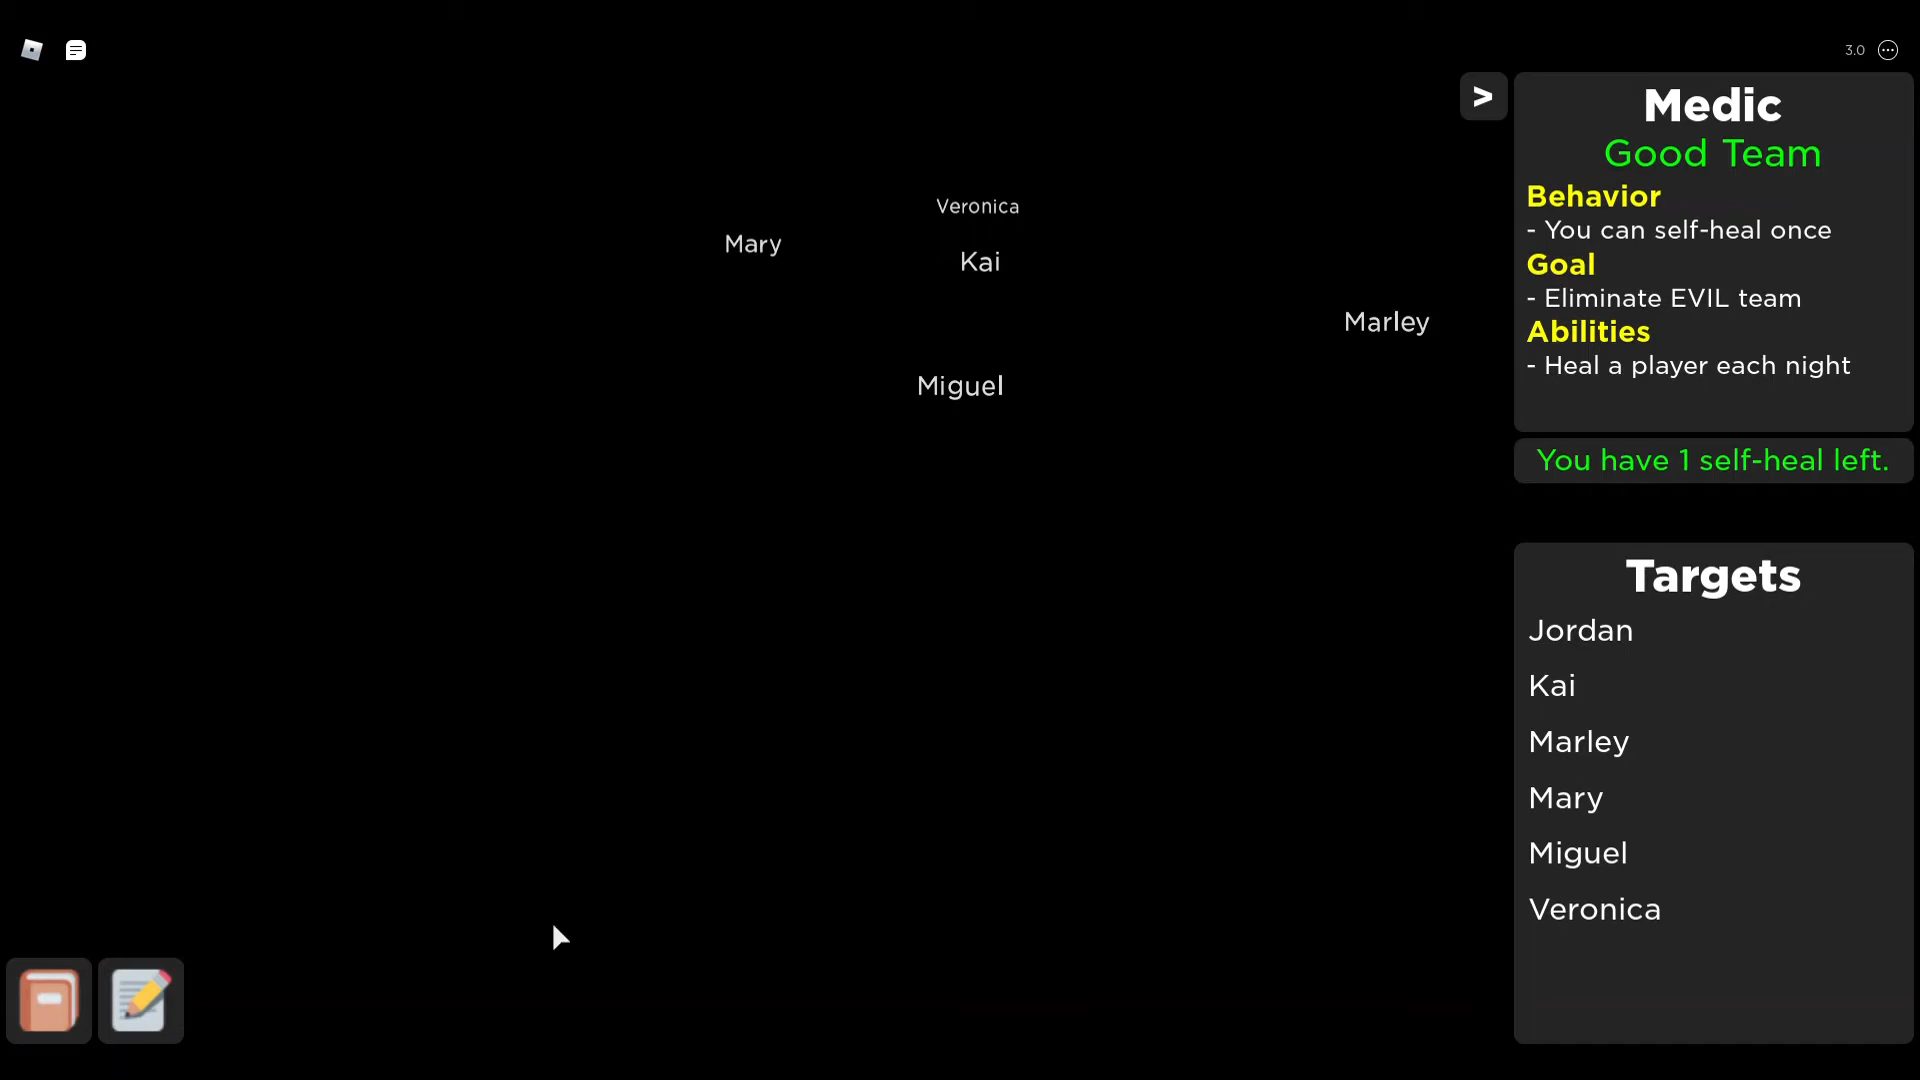 3.0
>
Medic
Good Team
Behavior
- You can self-heal once
Goal
- Eliminate EVIL team
Abilities
- Heal a player each night
You have 1 self-heal left.
Veronica
Mary
Kai
Marley
Miguel
Targets
Jordan
Kai
Marley
Mary
Miguel
Veronica